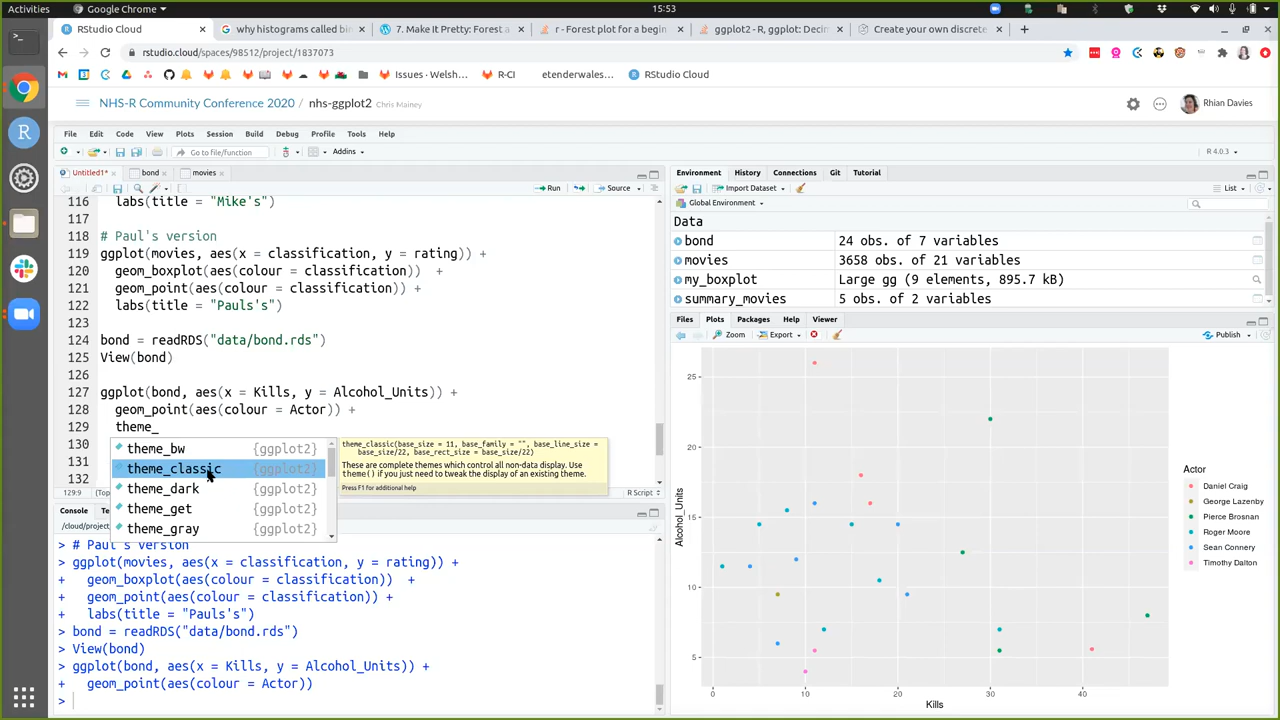 Activities Google Chrome 15:53
RStudio Cloud why histograms called bin 7. Make It Pretty: Forest a r - Forest plot for a begin ggplot2 - R, ggplot: Decim Create your own discrete
rstudio.cloud/spaces/98512/project/1837073
Issues · Welsh... R-CI etenderwales... RStudio Cloud
NHS-R Community Conference 2020 / nhs-ggplot2 Chris Mainey Rhian Davies
File Edit Code View Plots Session Build Debug Profile Tools Help
Go to file/function Addins R 4.0.3
Untitled1* bond movies
Run Source
116 labs(title = "Mike's")
117
118 # Paul's version
119 ggplot(movies, aes(x = classification, y = rating)) +
120 geom_boxplot(aes(colour = classification)) +
121 geom_point(aes(colour = classification)) +
122 labs(title = "Pauls's")
123
124 bond = readRDS("data/bond.rds")
125 View(bond)
126
127 ggplot(bond, aes(x = Kills, y = Alcohol_Units)) +
128 geom_point(aes(colour = Actor)) +
129 theme_
130
131
132
theme_bw {ggplot2}
theme_classic {ggplot2}
theme_dark {ggplot2}
theme_get {ggplot2}
theme_gray {ggplot2}
theme_classic(base_size = 11, base_family = "", base_line_size =
base_size/22, base_rect_size = base_size/22)
These are complete themes which control all non-data display. Use
theme() if you just need to tweak the display of an existing theme.
Press F1 for additional help
129:9 (Top R Script
Console Te
/cloud/project
> # Paul's version
> ggplot(movies, aes(x = classification, y = rating)) +
+ geom_boxplot(aes(colour = classification)) +
+ geom_point(aes(colour = classification)) +
+ labs(title = "Pauls's")
> bond = readRDS("data/bond.rds")
> View(bond)
> ggplot(bond, aes(x = Kills, y = Alcohol_Units)) +
+ geom_point(aes(colour = Actor))
>
Environment History Connections Git Tutorial
Import Dataset List
Global Environment
Data
bond 24 obs. of 7 variables
movies 3658 obs. of 21 variables
my_boxplot Large gg (9 elements, 895.7 kB)
summary_movies 5 obs. of 2 variables
Files Plots Packages Help Viewer
Zoom Export Publish
25
20
15
10
5
Alcohol_Units
0 10 20 30 40
Kills
Actor
Daniel Craig
George Lazenby
Pierce Brosnan
Roger Moore
Sean Connery
Timothy Dalton